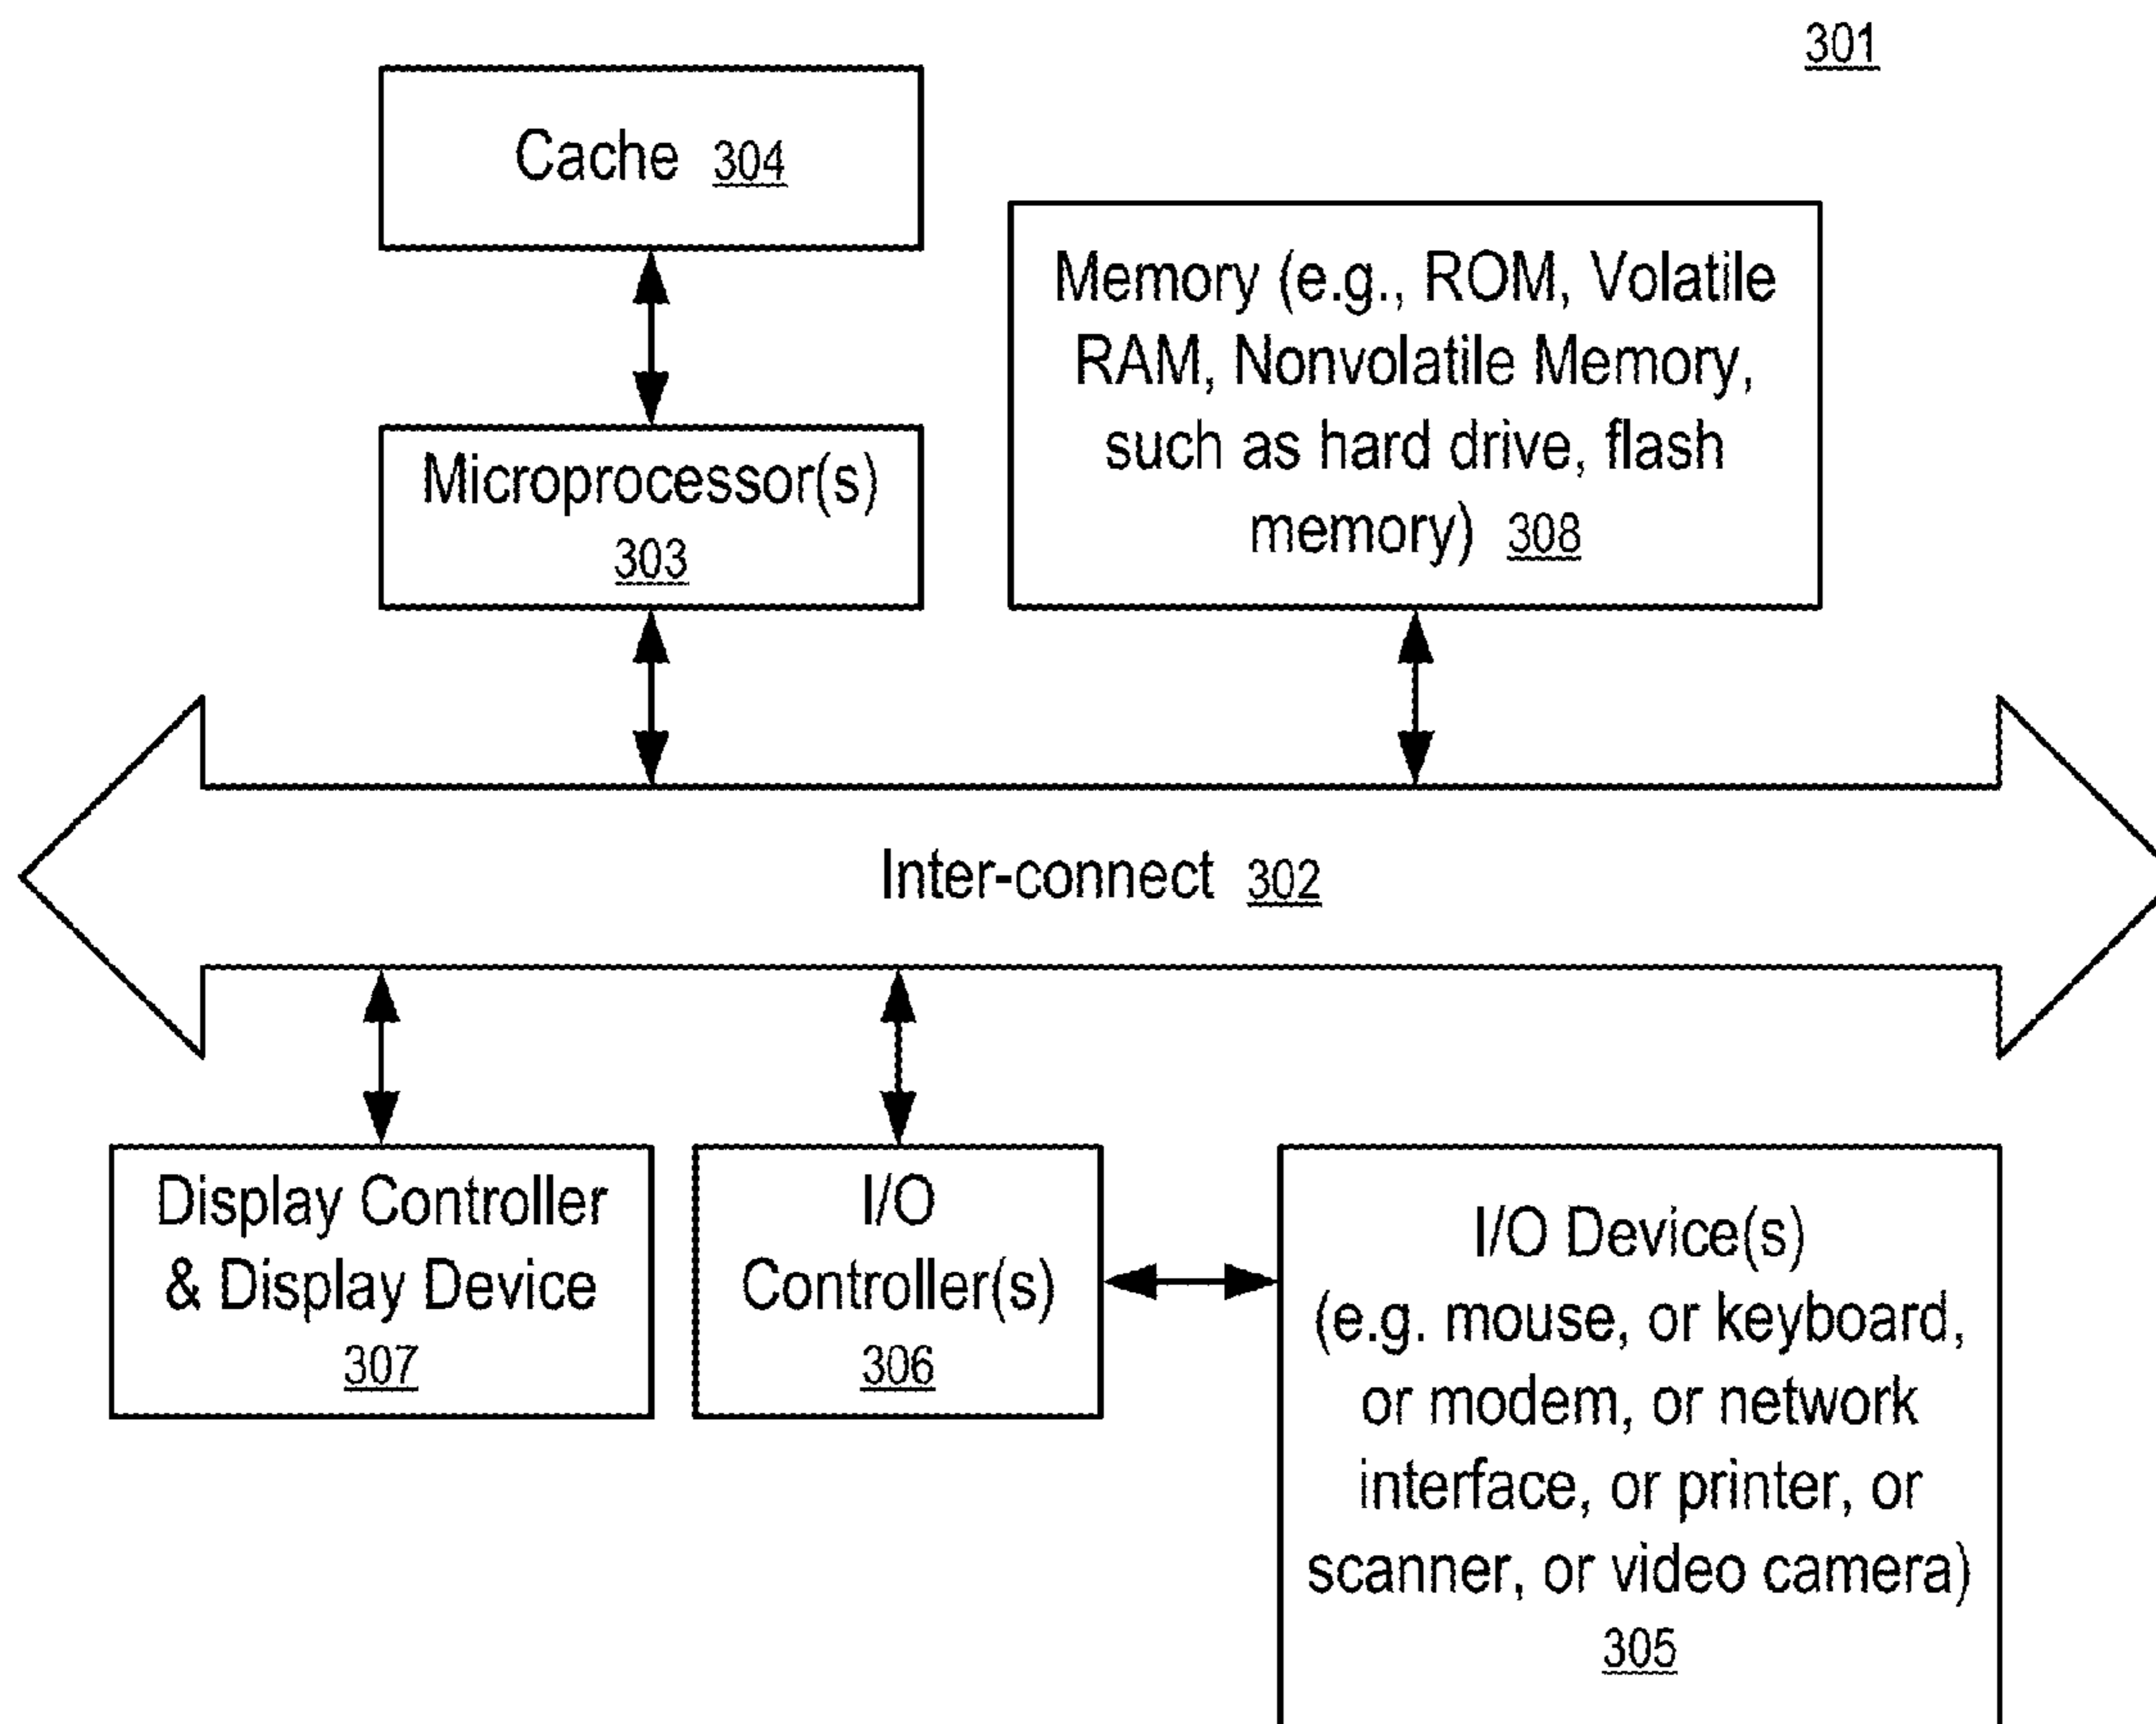 301
Cache 304
Memory (e.g., ROM, Volatile
RAM, Nonvolatile Memory,
such as hard drive, flash
memory) 308
Microprocessor(s)
303
Inter-connect 302
Display Controller
& Display Device
307
I/O
Controller(s)
306
I/O Device(s)
(e.g. mouse, or keyboard,
or modem, or network
interface, or printer, or
scanner, or video camera)
305